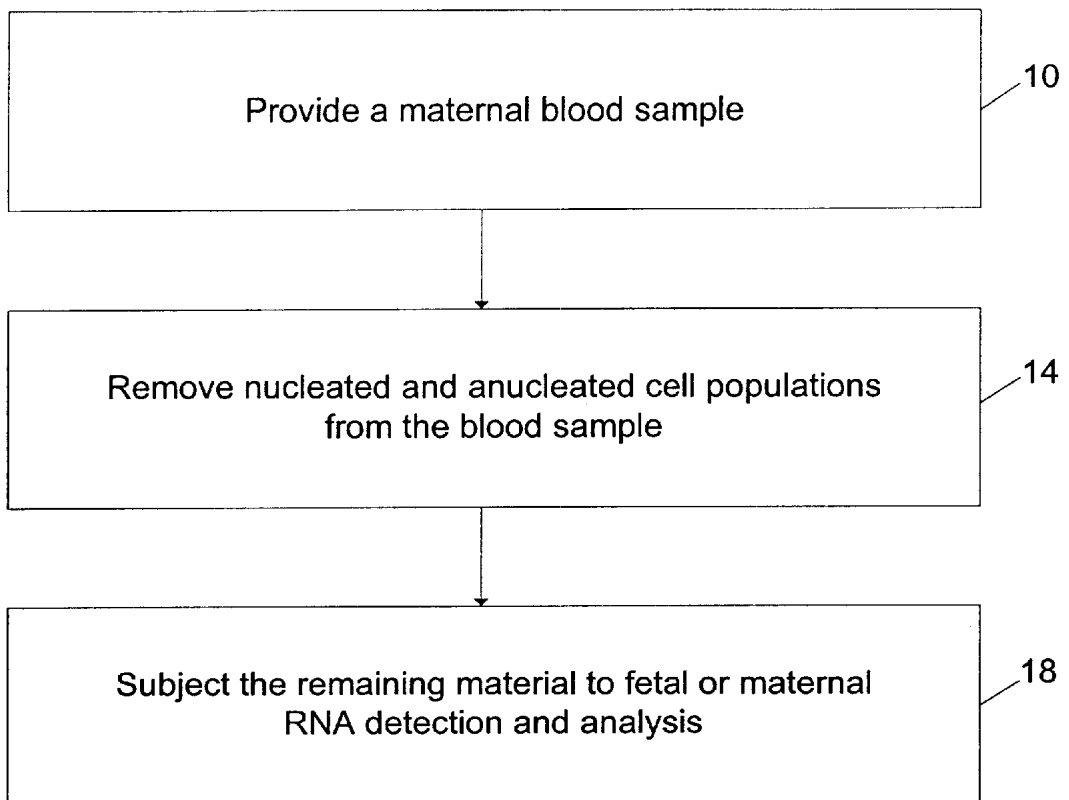 Provide a maternal blood sample
10
Remove nucleated and anucleated cell populations
from the blood sample
14
Subject the remaining material to fetal or maternal
RNA detection and analysis
18